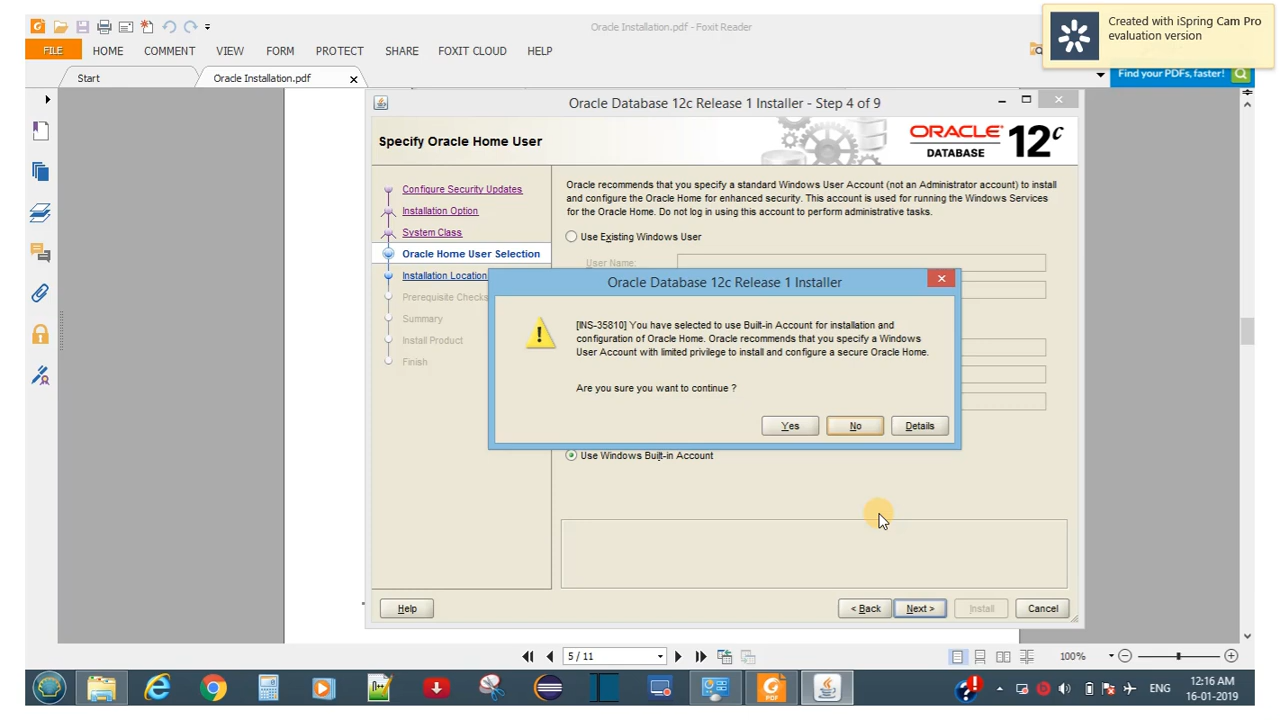 Oracle Installation.pdf - Foxit Reader
Created with iSpring Cam Pro
evaluation version
FILE HOME COMMENT VIEW FORM PROTECT SHARE FOXIT CLOUD HELP
Start Oracle Installation.pdf
Find your PDFs, faster!
Oracle Database 12c Release 1 Installer - Step 4 of 9
Specify Oracle Home User
ORACLE DATABASE 12c
Configure Security Updates
Installation Option
System Class
Oracle Home User Selection
Installation Location
Prerequisite Checks
Summary
Install Product
Finish
Oracle recommends that you specify a standard Windows User Account (not an Administrator account) to install
and configure the Oracle Home for enhanced security. This account is used for running the Windows Services
for the Oracle Home. Do not log in using this account to perform administrative tasks.
Use Existing Windows User
User Name:
Oracle Database 12c Release 1 Installer
[INS-35810] You have selected to use Built-in Account for installation and
configuration of Oracle Home. Oracle recommends that you specify a Windows
User Account with limited privilege to install and configure a secure Oracle Home.
Are you sure you want to continue ?
Yes No Details
Use Windows Built-in Account
Help < Back Next > Install Cancel
5 / 11 100%
ENG
12:16 AM
16-01-2019